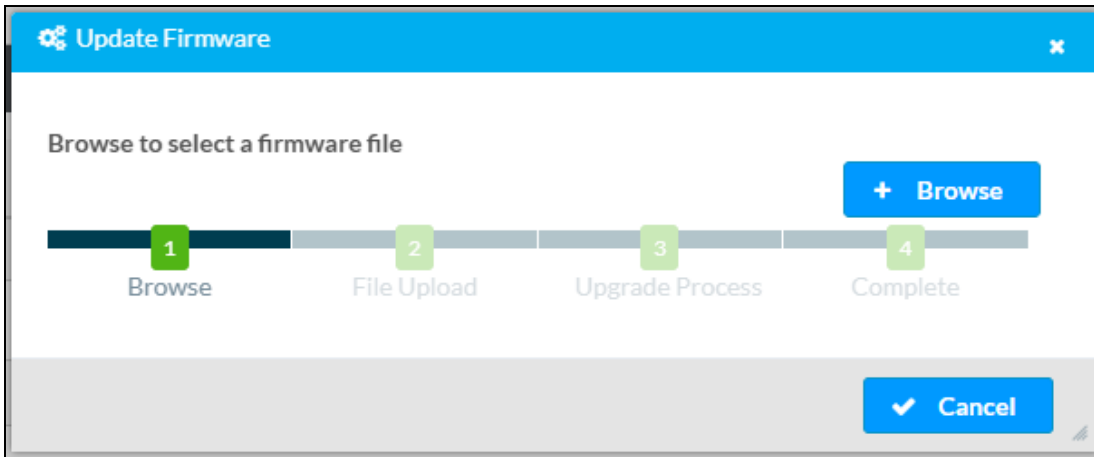 Update Firmware
Browse to select a firmware file
+ Browse
1 2 3 4
Browse File Upload Upgrade Process Complete
Cancel